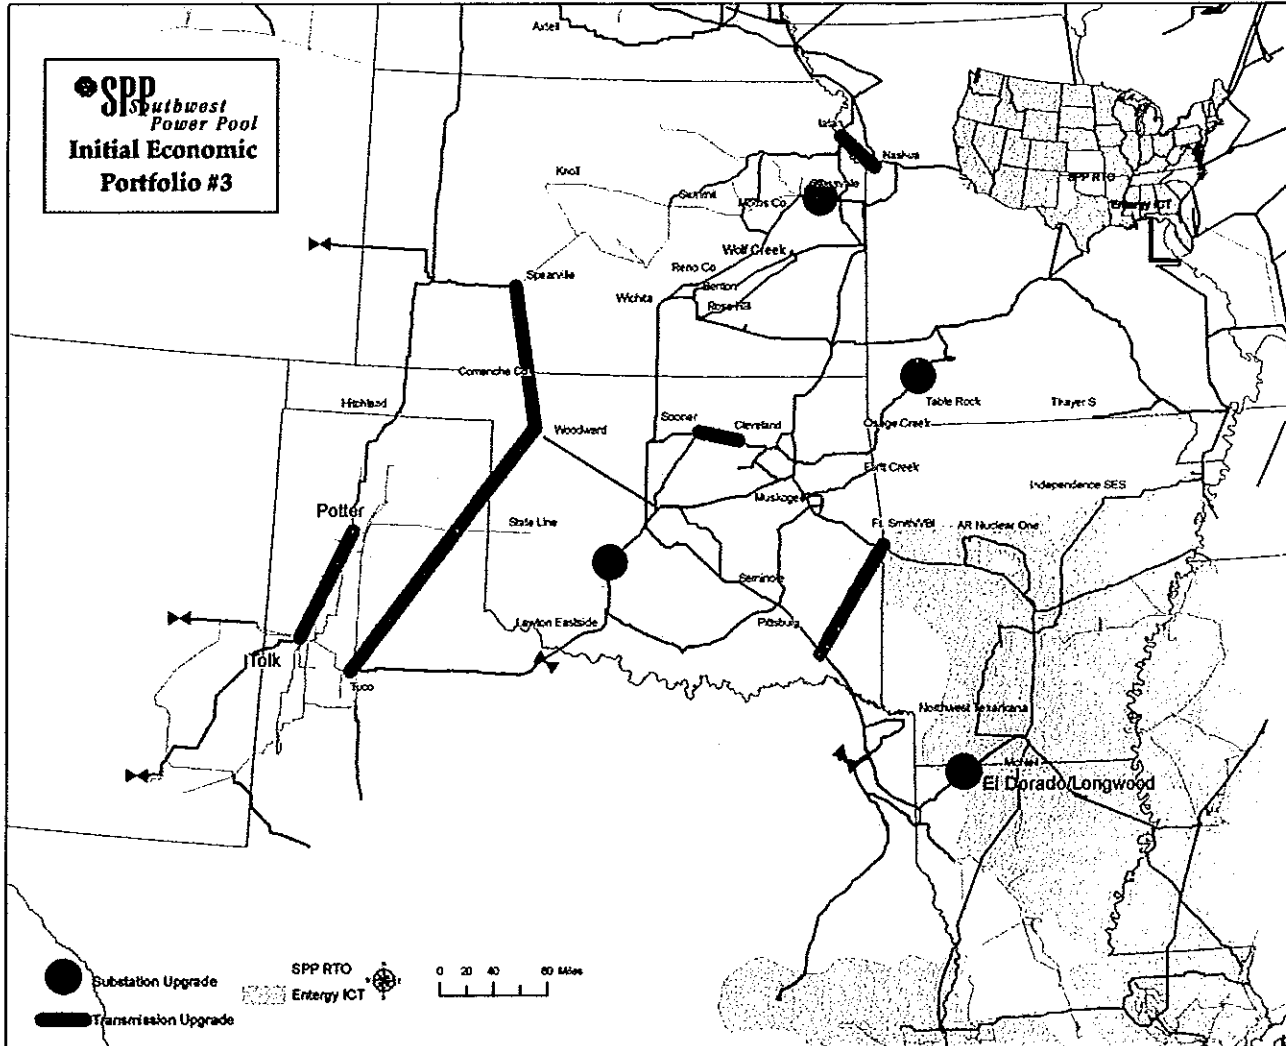 Axtell
SPP
Southwest
Power Pool
Initial Economic
Portfolio #3
Iatan
Nashua
Knoll
Summit
SPP RTO
Entergy ICT
Wolf Creek
Spearville
Reno Co
Benton
Wichita
Rose Hill
Comanche Co
Hitchland
Table Rock
Thayer S
Sooner
Cleveland
Osage Creek
Woodward
Flint Creek
Independence SES
Muskogee
Potter
State Line
Ft. Smith/VBI
AR Nuclear One
Seminole
Lawton Eastside
Pittsburg
Tolk
Tuco
Northwest Texarkana
McNeil
El Dorado/Longwood
Substation Upgrade
SPP RTO
Entergy ICT
0 20 40 80 Miles
Transmission Upgrade